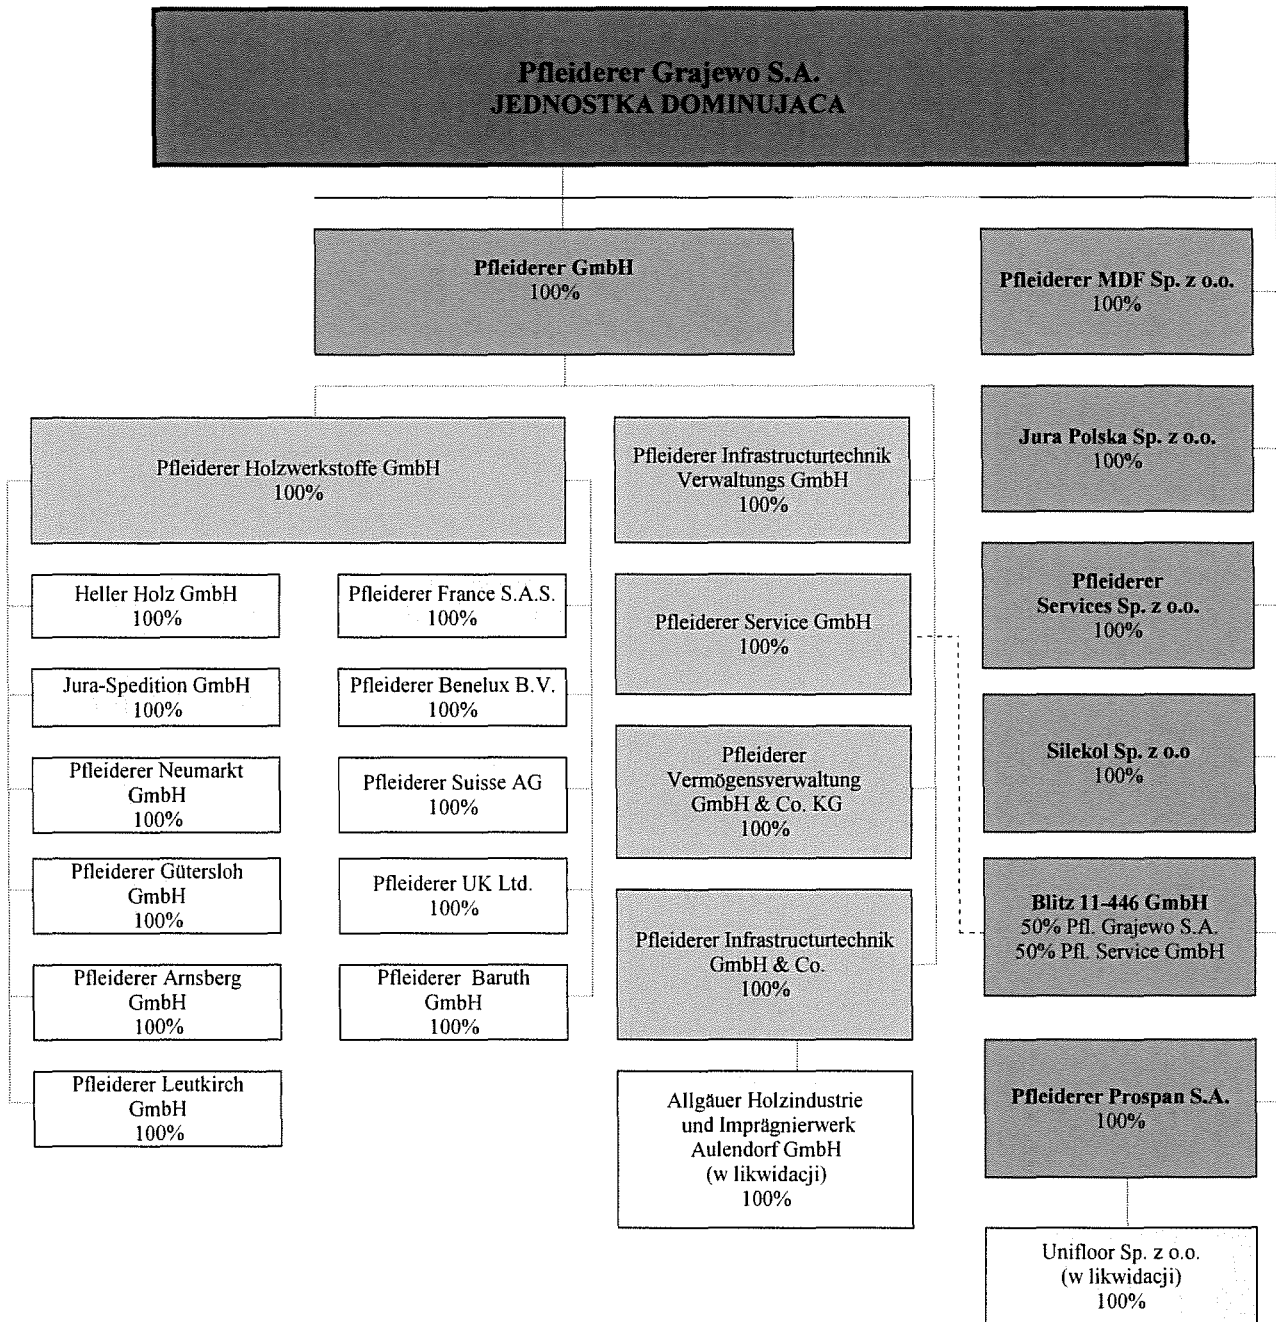 Pfleiderer Grajewo S.A.
JEDNOSTKA DOMINUJACA
Pfleiderer GmbH
100%
Pfleiderer Holzwerkstoffe GmbH
100%
Heller Holz GmbH
100%
Jura-Spedition GmbH
100%
Pfleiderer Neumarkt
GmbH
100%
Pfleiderer Gütersloh
GmbH
100%
Pfleiderer Arnsberg
GmbH
100%
Pfleiderer Leutkirch
GmbH
100%
Pfleiderer France S.A.S.
100%
Pfleiderer Benelux B.V.
100%
Pfleiderer Suisse AG
100%
Pfleiderer UK Ltd.
100%
Pfleiderer Baruth
GmbH
100%
Pfleiderer Infrastructurtechnik
Verwaltungs GmbH
100%
Pfleiderer Service GmbH
100%
Pfleiderer
Vermögensverwaltung
GmbH & Co. KG
100%
Pfleiderer Infrastructurtechnik
GmbH & Co.
100%
Allgäuer Holzindustrie
und Imprägnierwerk
Aulendorf GmbH
(w likwidacji)
100%
Pfleiderer MDF Sp. z o.o.
100%
Jura Polska Sp. z o.o.
100%
Pfleiderer
Services Sp. z o.o.
100%
Silekol Sp. z o.o
100%
Blitz 11-446 GmbH
50% Pfl. Grajewo S.A.
50% Pfl. Service GmbH
Pfleiderer Prospan S.A.
100%
Unifloor Sp. z o.o.
(w likwidacji)
100%